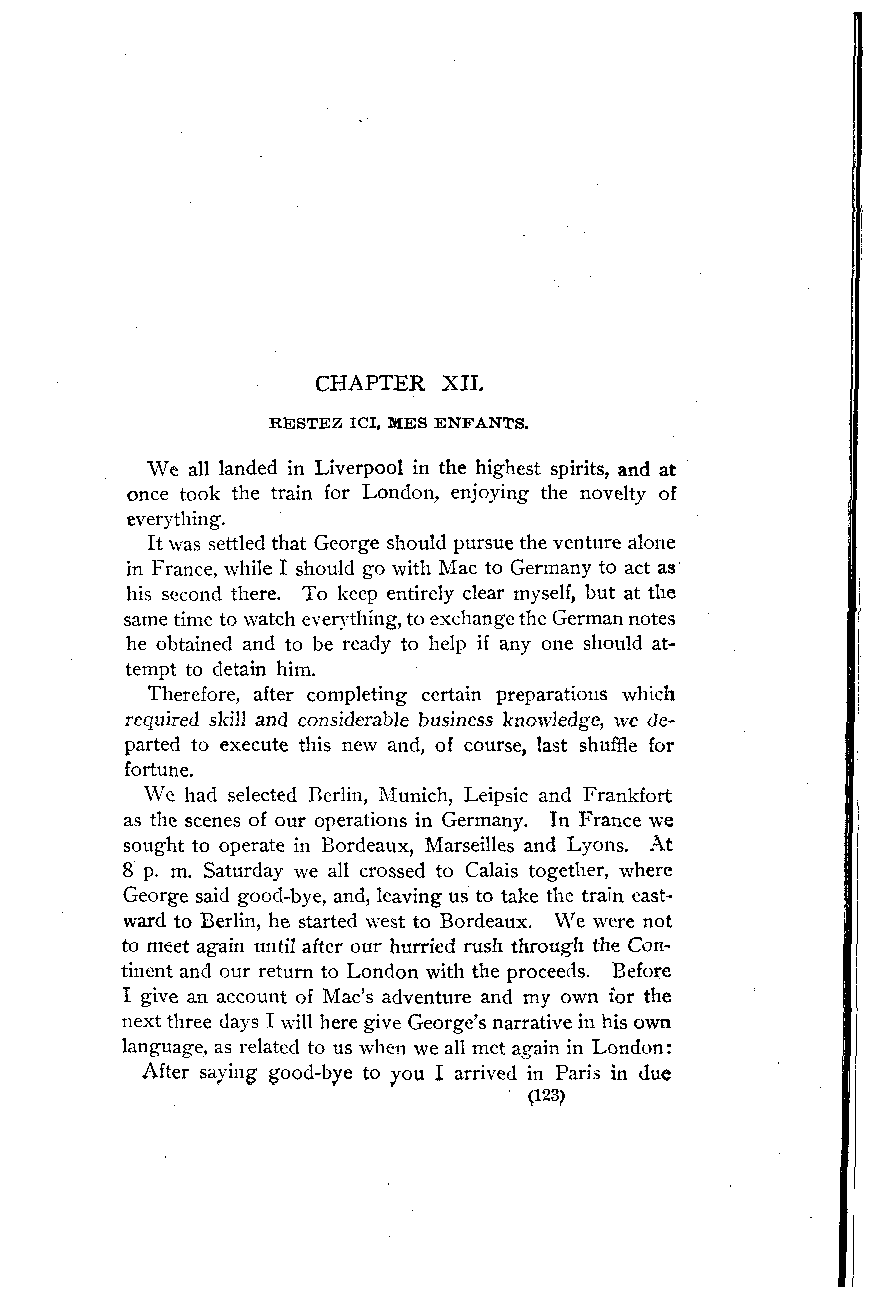 CHAPTER XII.
RESTEZ ICI, MES ENFANTS.
We all landed in Liverpool in the highest spirits, and at
once took the train for London, enjoying the novelty of
everything.
It was settled that George should pursue the venture alone
in France, while I should go with Mac to Germany to act as
his second there. To keep entirely clear myself, but at the
same time to watch everything, to exchange the German notes
he obtained and to be ready to help if any one should at-
tempt to detain him.
Therefore, after completing certain preparations which
required skill and considerable business knowledge, we de-
parted to execute this new and, of course, last shuffle for
fortune.
We had selected Berlin, Munich, Leipsic and Frankfort
as the scenes of our operations in Germany. In France we
sought to operate in Bordeaux, Marseilles and Lyons. At
8 p. m. Saturday we all crossed to Calais together, where
George said good-bye, and, leaving us to take the train east-
ward to Berlin, he started west to Bordeaux. We were not
to meet again until after our hurried rush through the Con-
tinent and our return to London with the proceeds. Before
I give an account of Mac's adventure and my own for the
next three days I will here give George's narrative in his own
language, as related to us when we all met again in London:
After saying good-bye to you I arrived in Paris in due
(123)